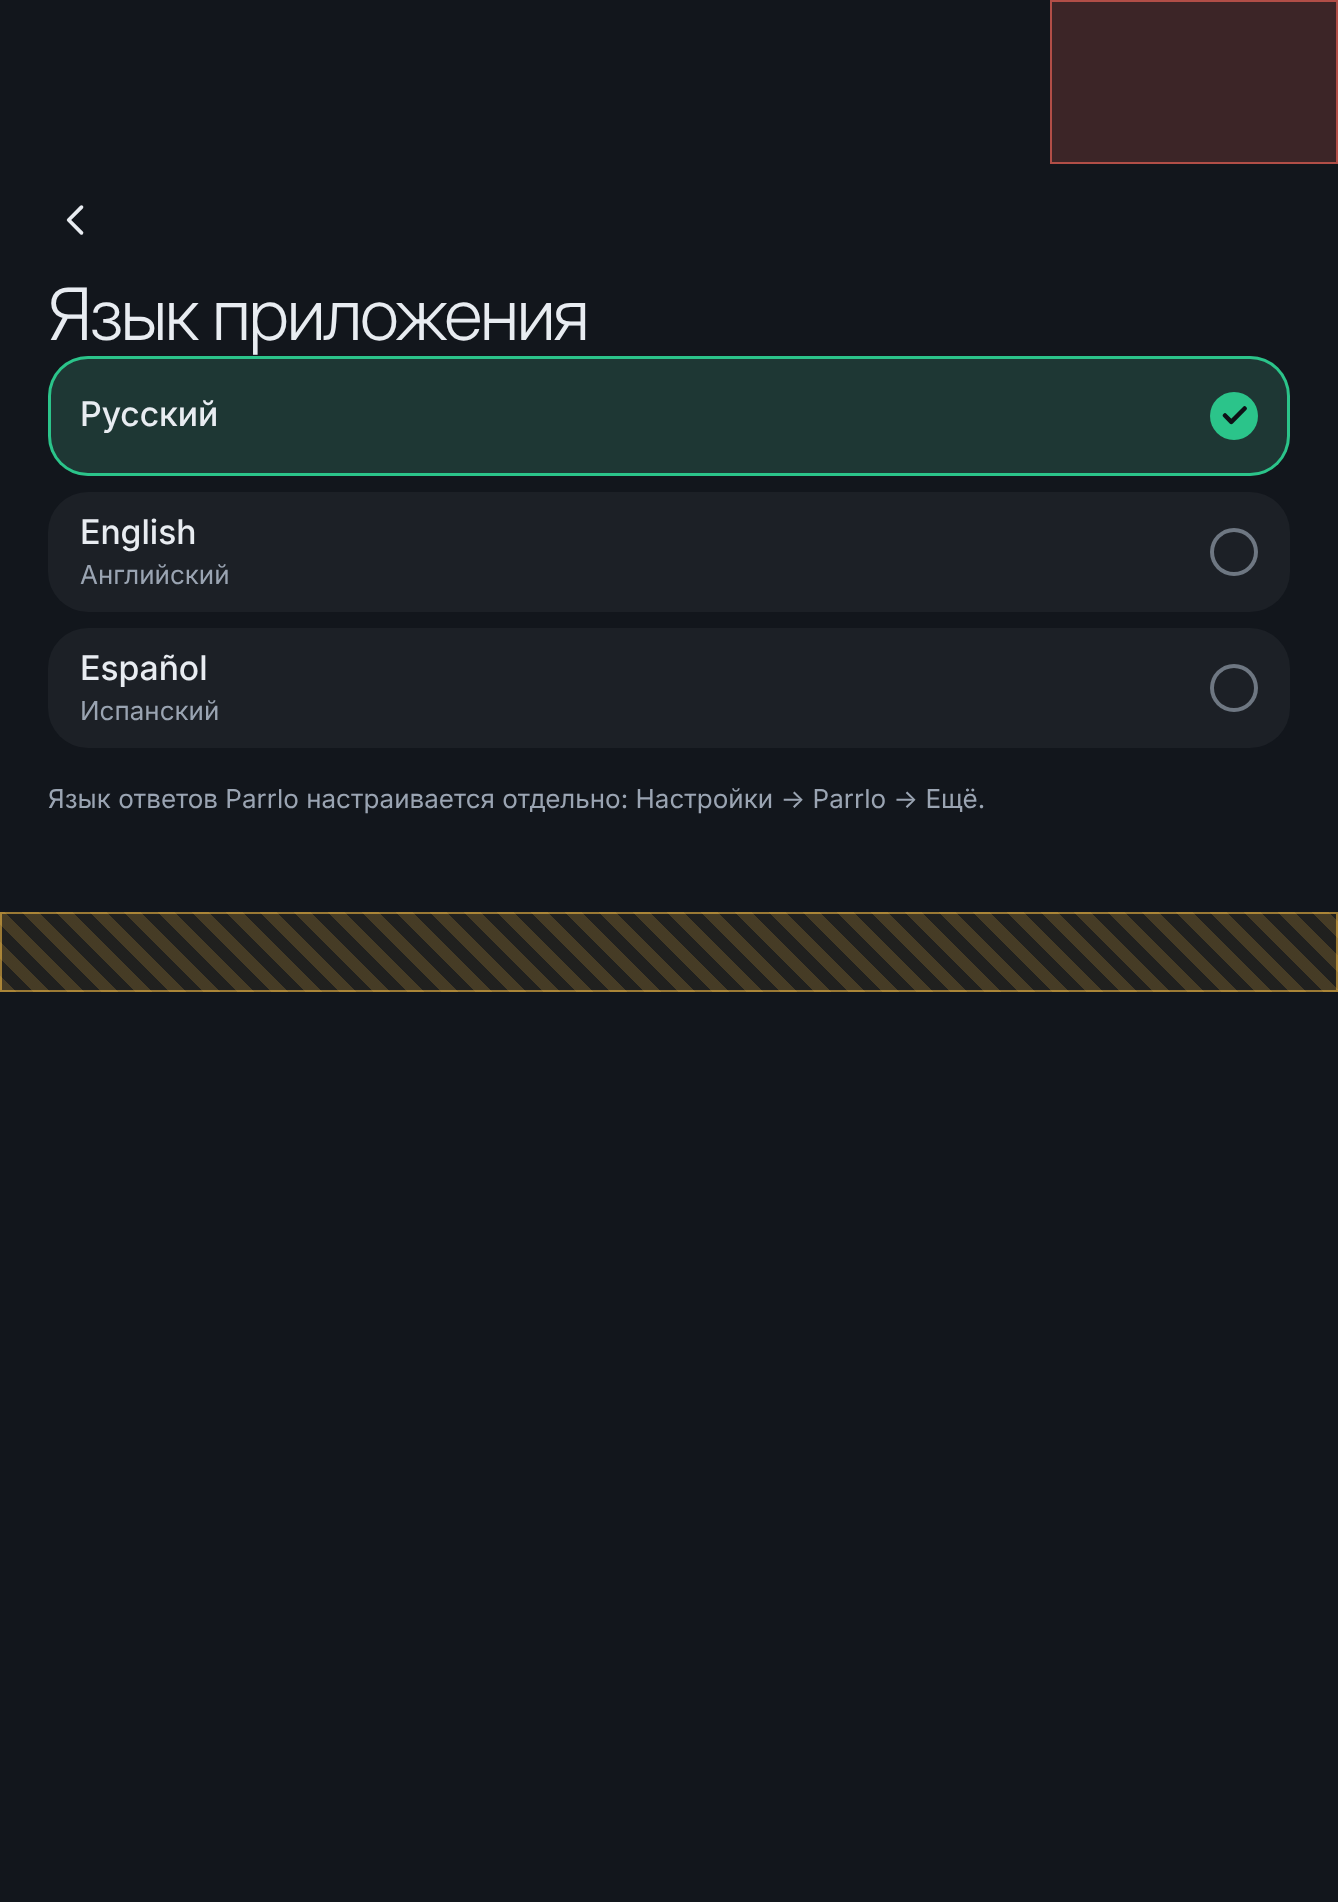 Язык приложения
Русский
English
Английский
Español
Испанский
Язык ответов Parrlo настраивается отдельно: Настройки → Parrlo → Ещё.